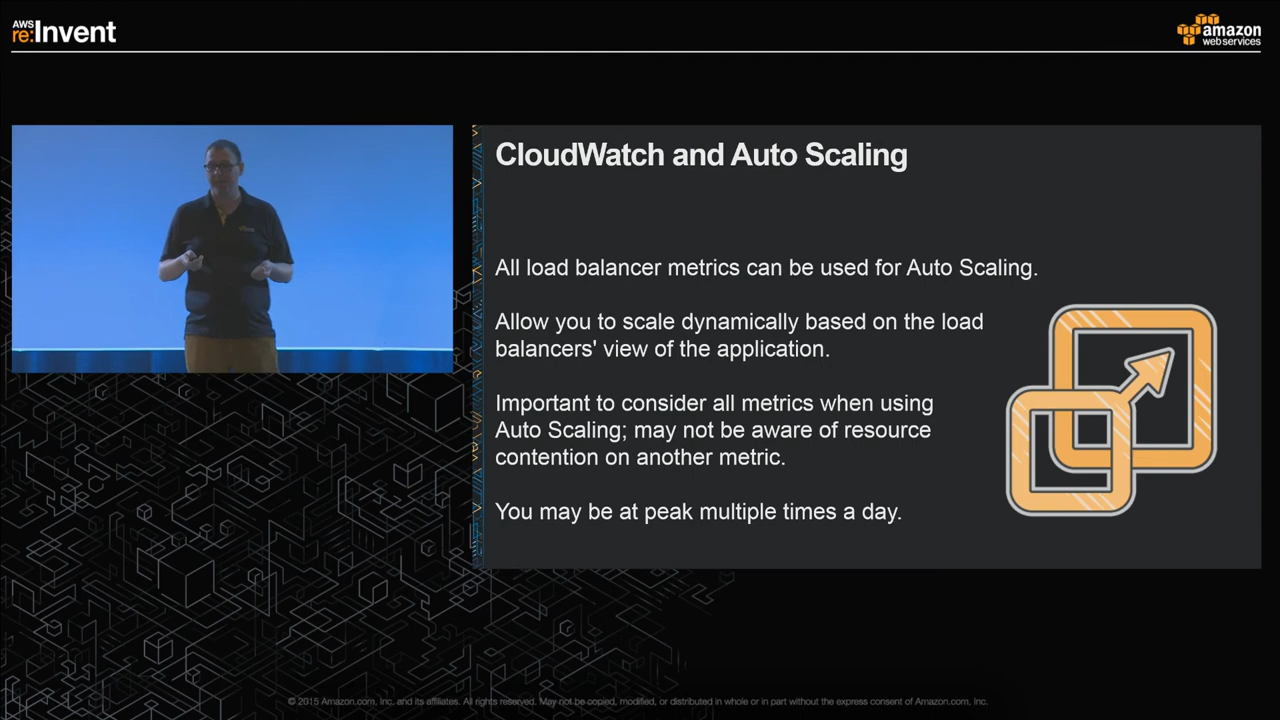 AWS
re:Invent
amazon
web services
CloudWatch and Auto Scaling
All load balancer metrics can be used for Auto Scaling.
Allow you to scale dynamically based on the load
balancers' view of the application.
Important to consider all metrics when using
Auto Scaling; may not be aware of resource
contention on another metric.
You may be at peak multiple times a day.
© 2015 Amazon.com, Inc. and its affiliates. All rights reserved. May not be copied, modified, or distributed in whole or in part without the express consent of Amazon.com, Inc.